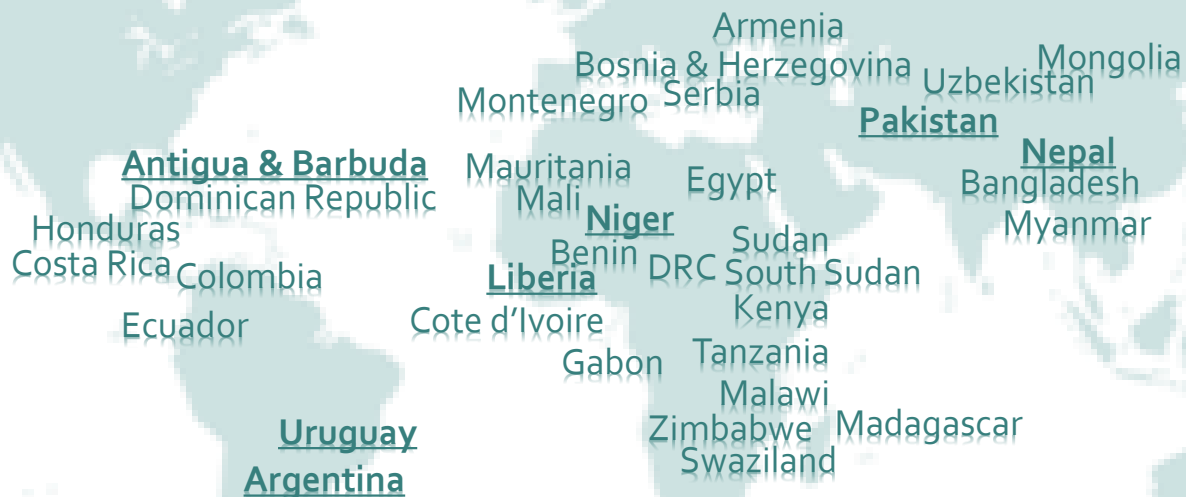 Armenia
Bosnia & Herzegovina
Mongolia
Uzbekistan
Montenegro
Serbia
Pakistan
Antigua & Barbuda
Mauritania
Egypt
Nepal
Dominican Republic
Mali
Bangladesh
Honduras
Niger
Myanmar
Costa Rica
Colombia
Benin
Sudan
Liberia
DRC
South Sudan
Ecuador
Cote d'Ivoire
Kenya
Gabon
Tanzania
Malawi
Uruguay
Zimbabwe
Madagascar
Argentina
Swaziland